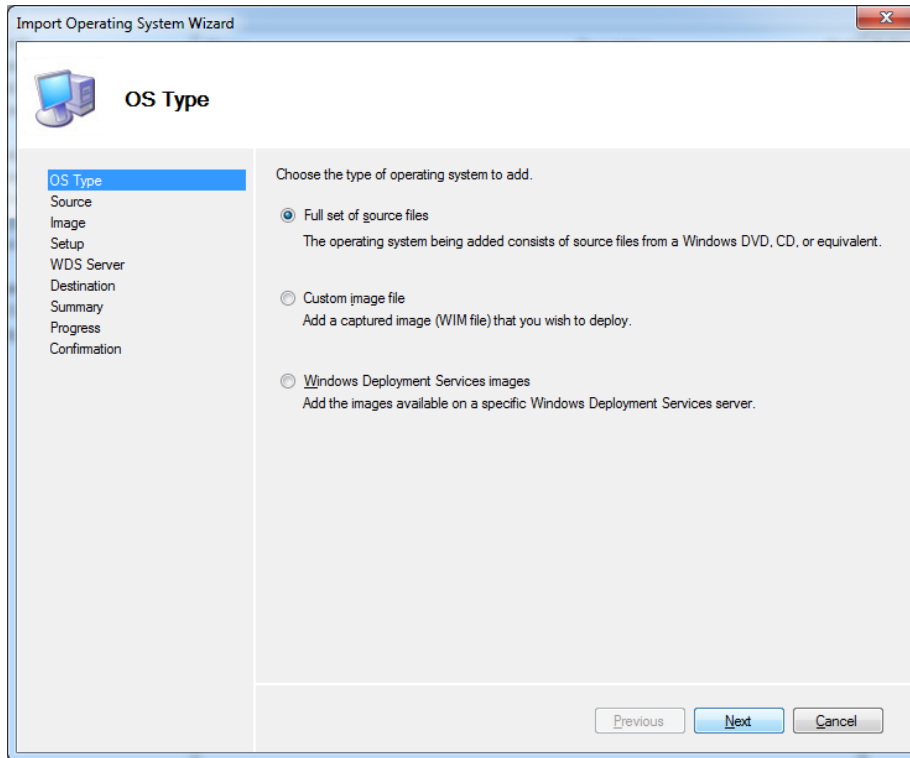 Import Operating System Wizard
OS Type
OS Type
Source
Image
Setup
WDS Server
Destination
Summary
Progress
Confirmation
Choose the type of operating system to add.
Full set of source files
The operating system being added consists of source files from a Windows DVD, CD, or equivalent.
Custom image file
Add a captured image (WIM file) that you wish to deploy.
Windows Deployment Services images
Add the images available on a specific Windows Deployment Services server.
Previous Next Cancel